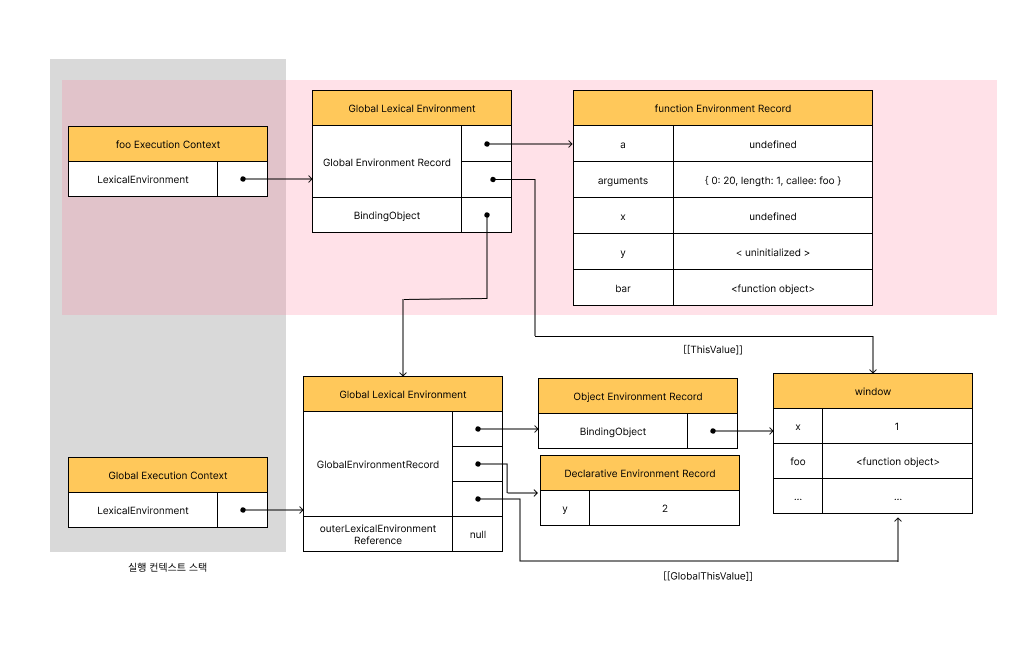 foo Execution Context
LexicalEnvironment
Global Lexical Environment
Global Environment Record
BindingObject
function Environment Record
a
undefined
arguments
{ 0: 20, length: 1, callee: foo }
x
undefined
y
< uninitialized >
bar
<function object>
[[ThisValue]]
Global Execution Context
LexicalEnvironment
Global Lexical Environment
GlobalEnvironmentRecord
outerLexicalEnvironment
Reference
null
Object Environment Record
BindingObject
Declarative Environment Record
y
2
window
x
1
foo
<function object>
...
...
[[GlobalThisValue]]
실행 컨텍스트 스택